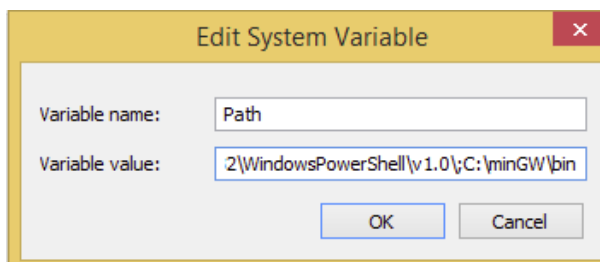 Edit System Variable
Variable name: Path
Variable value: 2\WindowsPowerShell\v1.0\;C:\minGW\bin
OK Cancel